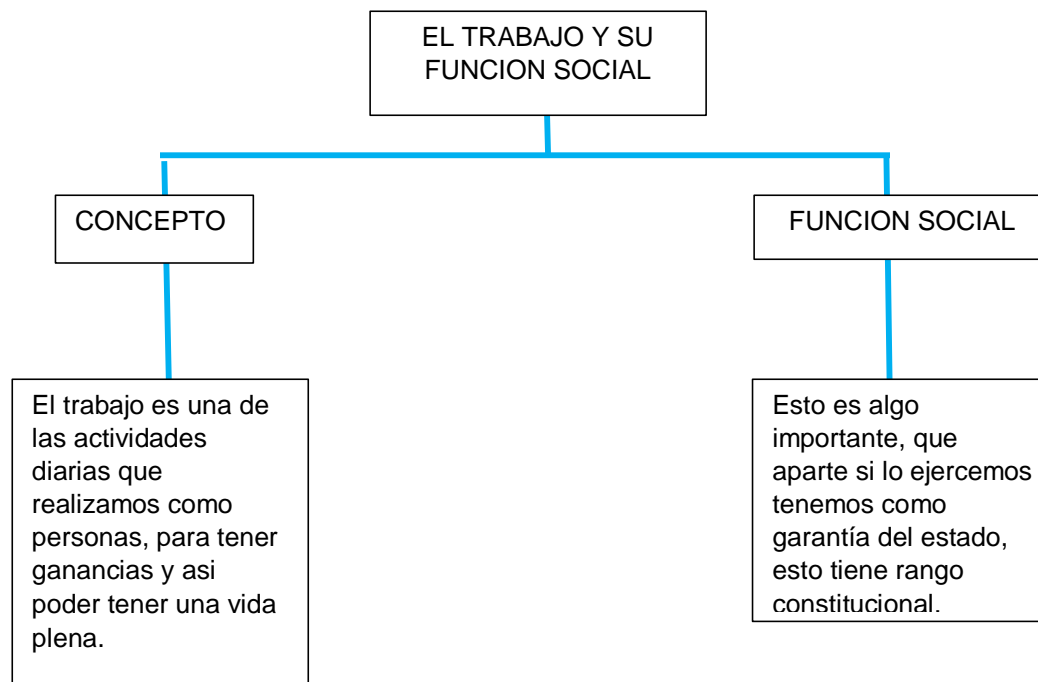 EL TRABAJO Y SU
FUNCION SOCIAL
CONCEPTO
FUNCION SOCIAL
El trabajo es una de
las actividades
diarias que
realizamos como
personas, para tener
ganancias y asi
poder tener una vida
plena.
Esto es algo
importante, que
aparte si lo ejercemos
tenemos como
garantía del estado,
esto tiene rango
constitucional.